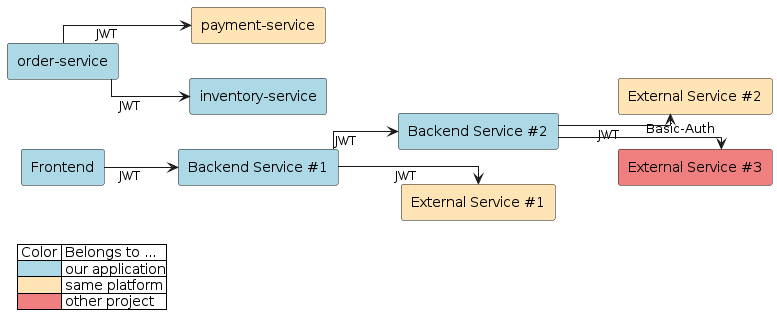 payment-service
JWT
order-service
JWT
inventory-service
External Service #2
Backend Service #2
JWT
Basic-Auth
JWT
Frontend
JWT
Backend Service #1
JWT
External Service #3
External Service #1
Color Belongs to ...
our application
same platform
other project